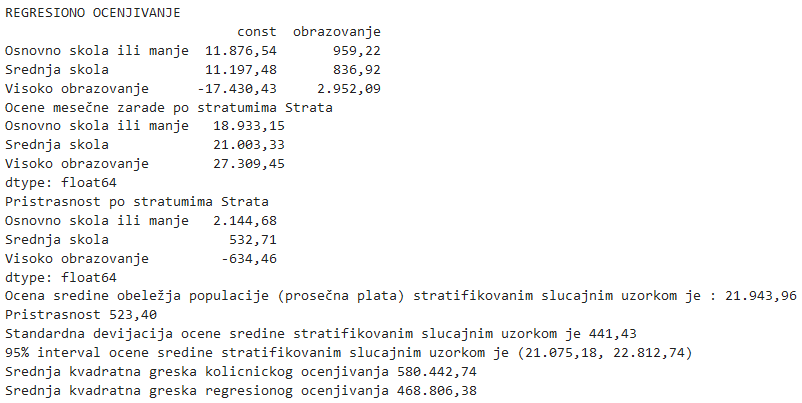 REGRESIONO OCENJIVANJE
const obrazovanje
Osnovno skola ili manje 11.876,54 959,22
Srednja skola 11.197,48 836,92
Visoko obrazovanje -17.430,43 2.952,09
Ocene mesečne zarade po stratumima Strata
Osnovno skola ili manje 18.933,15
Srednja skola 21.003,33
Visoko obrazovanje 27.309,45
dtype: float64
Pristrasnost po stratumima Strata
Osnovno skola ili manje 2.144,68
Srednja skola 532,71
Visoko obrazovanje -634,46
dtype: float64
Ocena sredine obeležja populacije (prosečna plata) stratifikovanim slucajnim uzorkom je : 21.943,96
Pristrasnost 523,40
Standardna devijacija ocene sredine stratifikovanim slucajnim uzorkom je 441,43
95% interval ocene sredine stratifikovanim slucajnim uzorkom je (21.075,18, 22.812,74)
Srednja kvadratna greska kolicnickog ocenjivanja 580.442,74
Srednja kvadratna greska regresionog ocenjivanja 468.806,38